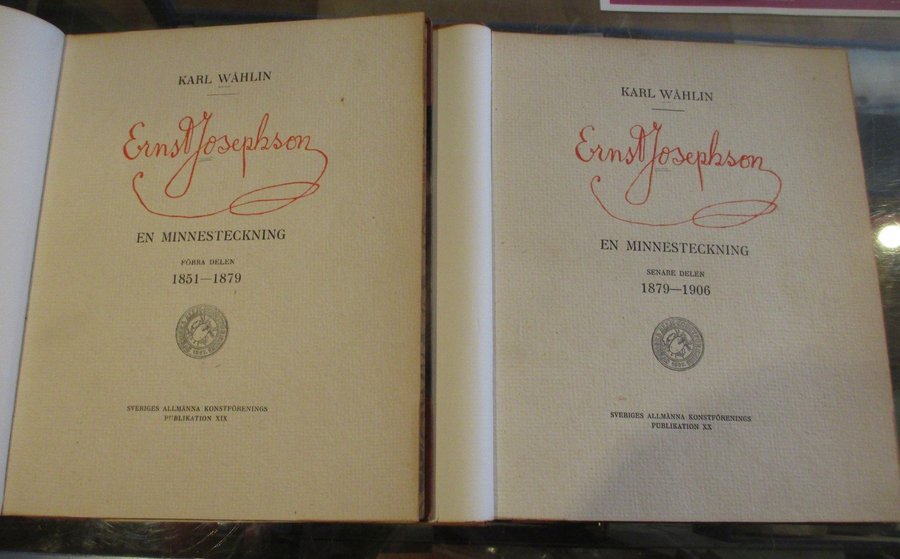 KARL WÅHLIN
Ernst Josephson
EN MINNESTECKNING
FÖRRA DELEN
1851—1879
SVERIGES ALLMÄNNA KONSTFÖRENINGS
PUBLIKATION XIX
KARL WÅHLIN
Ernst Josephson
EN MINNESTECKNING
SENARE DELEN
1879—1906
SVERIGES ALLMÄNNA KONSTFÖRENINGS
PUBLIKATION XX